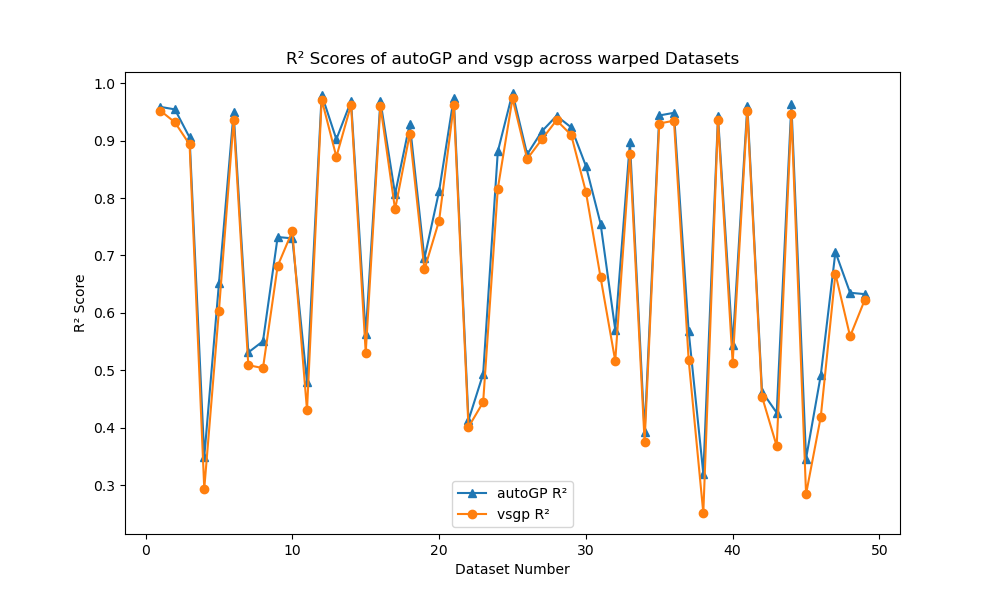 R² Scores of autoGP and vsgp across warped Datasets
R² Score
1.0
0.9
0.8
0.7
0.6
0.5
0.4
0.3
autoGP R²
vsgp R²
0 10 20 30 40 50
Dataset Number